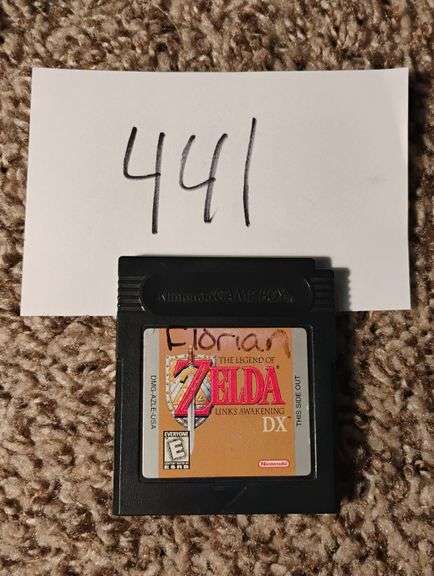 441
Nintendo GAME BOY
Florian
THE LEGEND OF
ZELDA
LINK'S AWAKENING
DX
DMG-AZLE-USA
THIS SIDE OUT
EVERYONE
E
ESRB
Nintendo